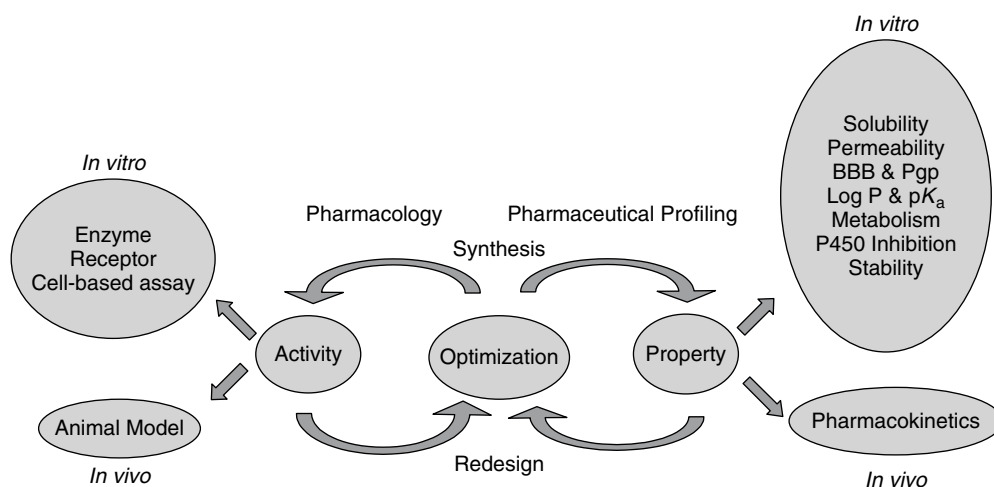 In vitro
Solubility
Permeability
BBB & Pgp
Log P & pKa
Metabolism
P450 Inhibition
Stability
In vitro
Enzyme
Receptor
Cell-based assay
Pharmacology
Pharmaceutical Profiling
Synthesis
Activity
Optimization
Property
Animal Model
In vivo
Redesign
Pharmacokinetics
In vivo